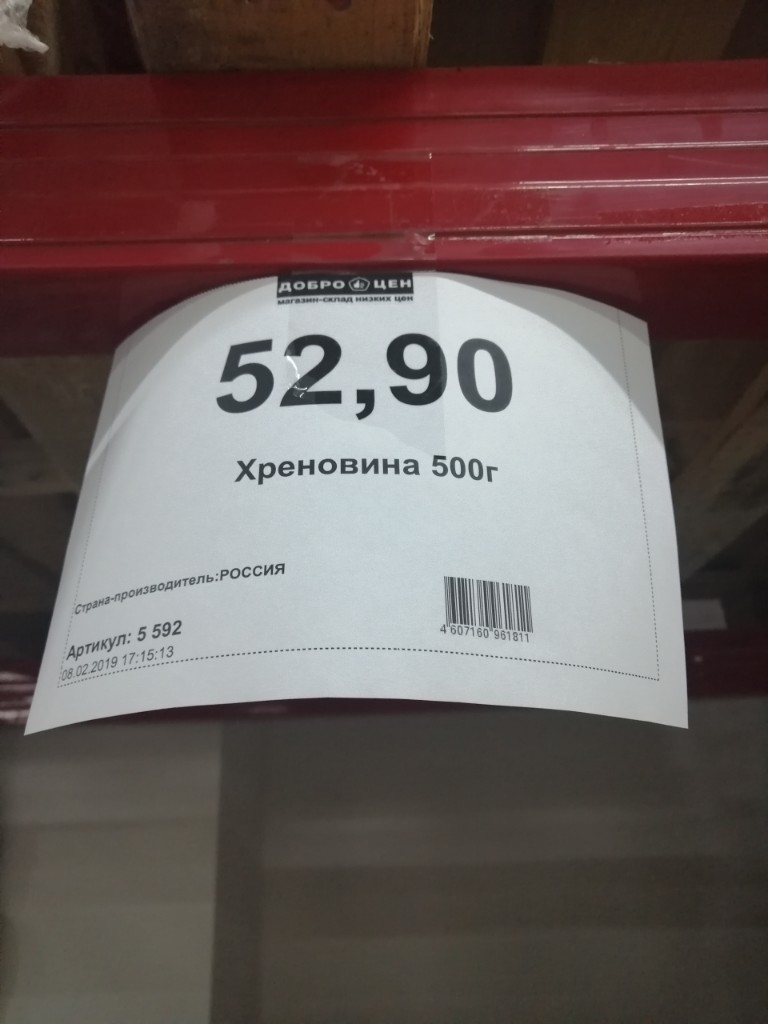 ДОБРО ЦЕН
магазин-склад низких цен
52,90
Хреновина 500г
Страна-производитель:РОССИЯ
Артикул: 5 592
08.02.2019 17:15:13
4 607160 961811